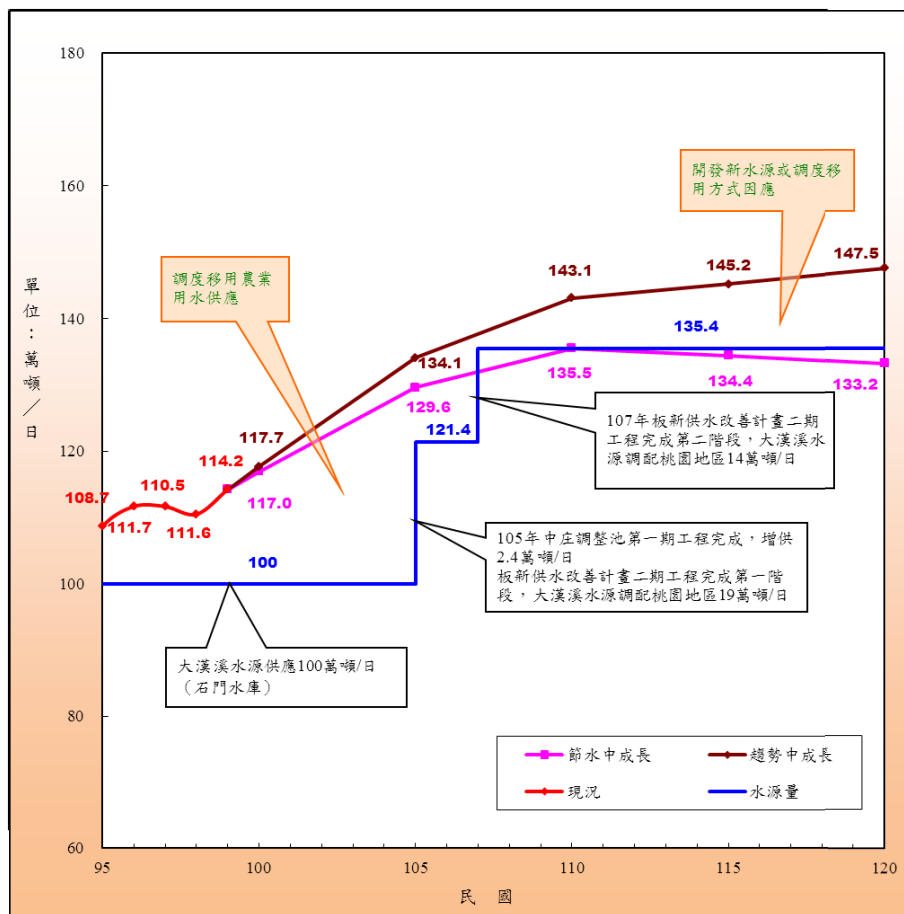 180
160
140
120
100
80
60
單位：萬噸／日
開發新水源或調度移
用方式因應
調度移用農業
用水供應
147.5
145.2
143.1
135.4
134.1
135.5
134.4
133.2
129.6
121.4
117.7
114.2
117.0
108.7
110.5
111.7
111.6
100
107年板新供水改善計畫二期
工程完成第二階段，大漢溪水
源調配桃園地區14萬噸/日
105年中庄調整池第一期工程完成，增供
2.4萬噸/日
板新供水改善計畫二期工程完成第一階
段，大漢溪水源調配桃園地區19萬噸/日
大漢溪水源供應100萬噸/日
（石門水庫）
節水中成長
趨勢中成長
現況
水源量
95
100
105
110
115
120
民 國